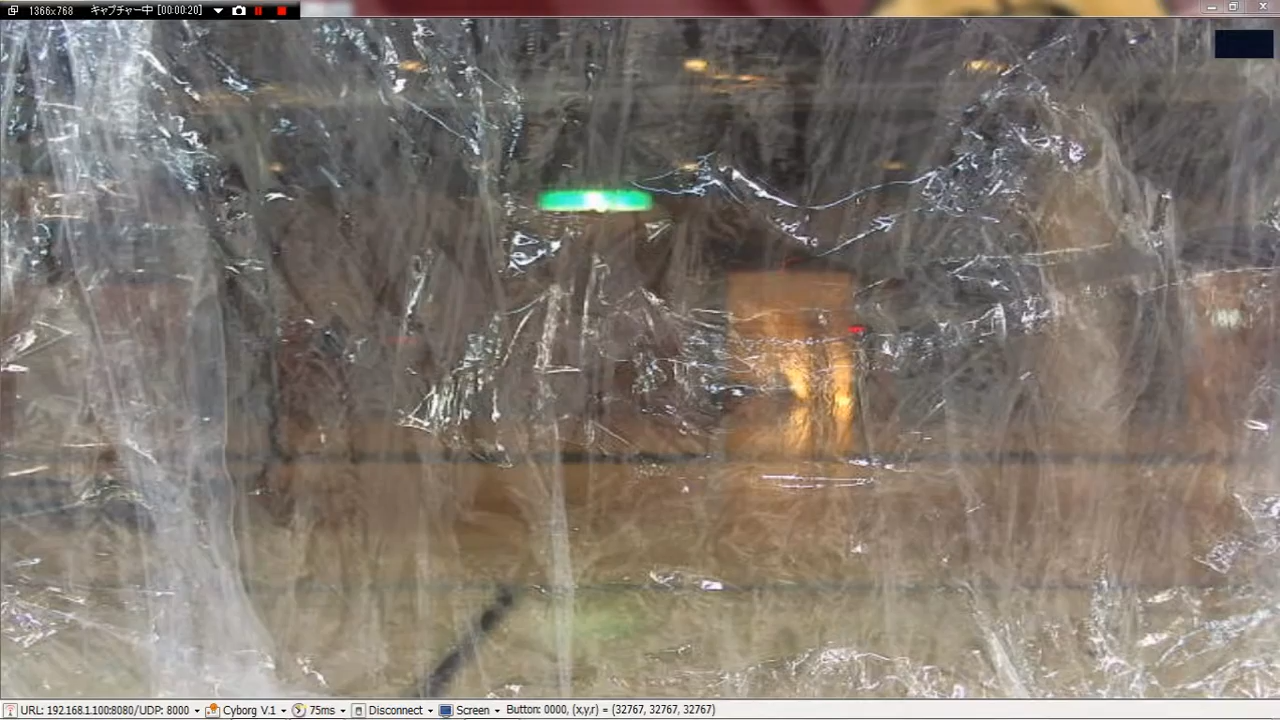 1366x768 キャプチャー中 [00:00:20]
URL: 192.168.1.100:8080/UDP: 8000 Cyborg V.1 75ms Disconnect Screen Button: 0000, (x,y,r) = (32767, 32767, 32767)